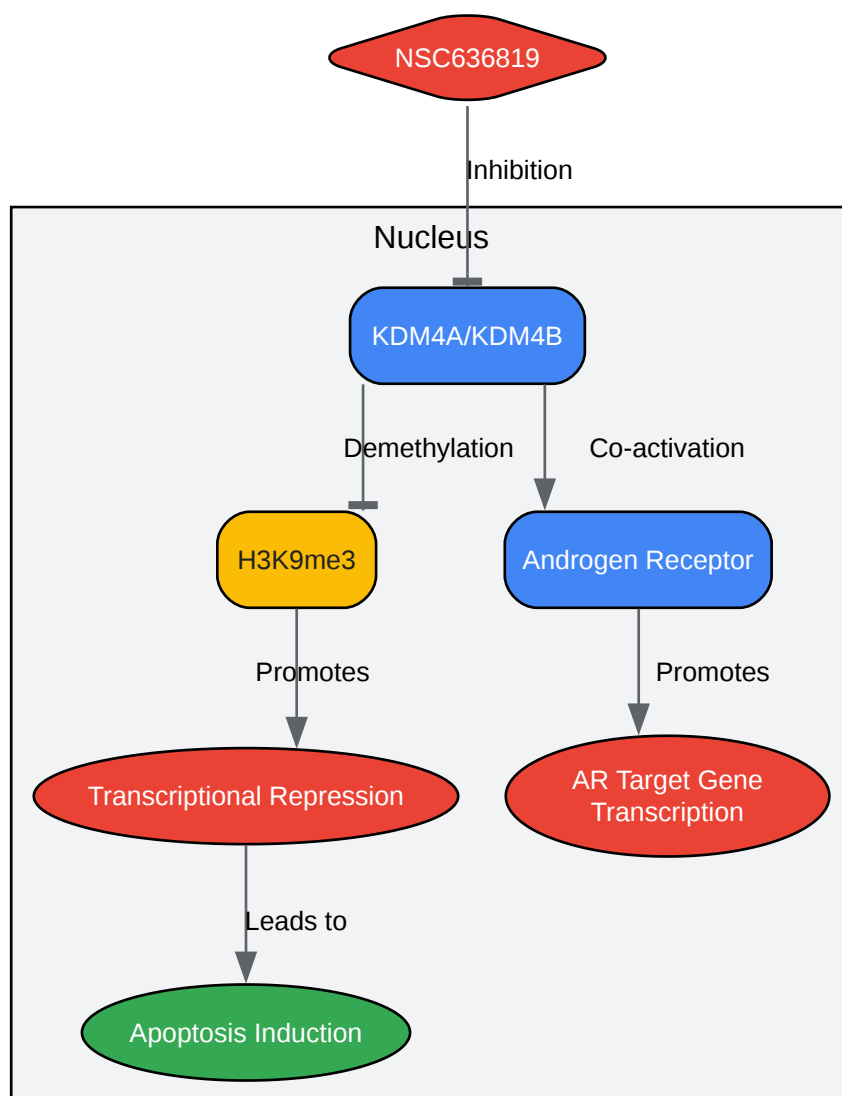 NSC636819
Inhibition
Nucleus
KDM4A/KDM4B
Demethylation
Co-activation
H3K9me3
Androgen Receptor
Promotes
Promotes
Transcriptional Repression
AR Target Gene
Transcription
Leads to
Apoptosis Induction